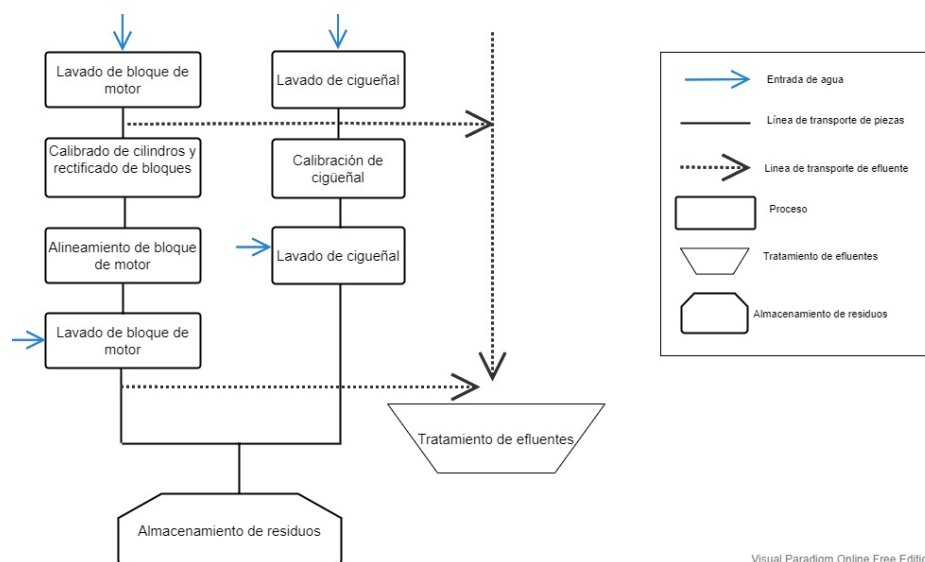 Lavado de bloque de
motor
Lavado de cigueñal
Calibrado de cilindros y
rectificado de bloques
Calibración de
cigüeñal
Alineamiento de bloque
de motor
Lavado de cigueñal
Lavado de bloque de
motor
Tratamiento de efluentes
Almacenamiento de residuos
Entrada de agua
Línea de transporte de piezas
Linea de transporte de efluente
Proceso
Tratamiento de efluentes
Almacenamiento de residuos
Visual Paradigm Online Free Editio